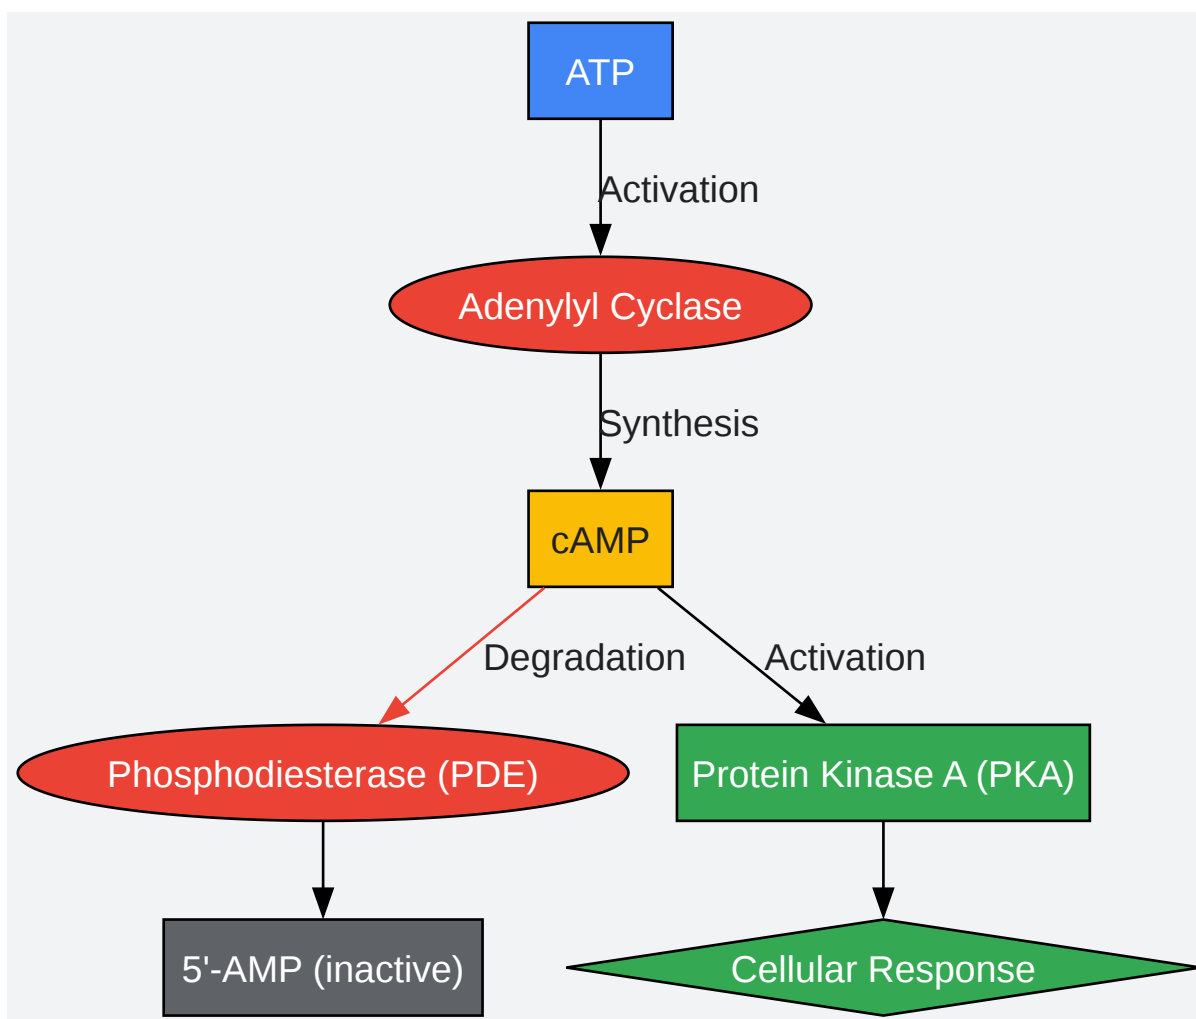 ATP
Activation
Adenylyl Cyclase
Synthesis
cAMP
Degradation
Activation
Phosphodiesterase (PDE)
Protein Kinase A (PKA)
5'-AMP (inactive)
Cellular Response